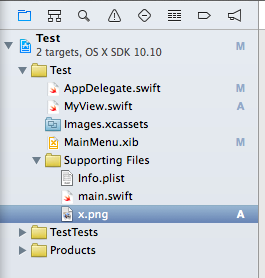 Test
2 targets, OS X SDK 10.10
M
Test
AppDelegate.swift
M
MyView.swift
A
Images.xcassets
MainMenu.xib
M
Supporting Files
Info.plist
main.swift
x.png
A
TestTests
Products